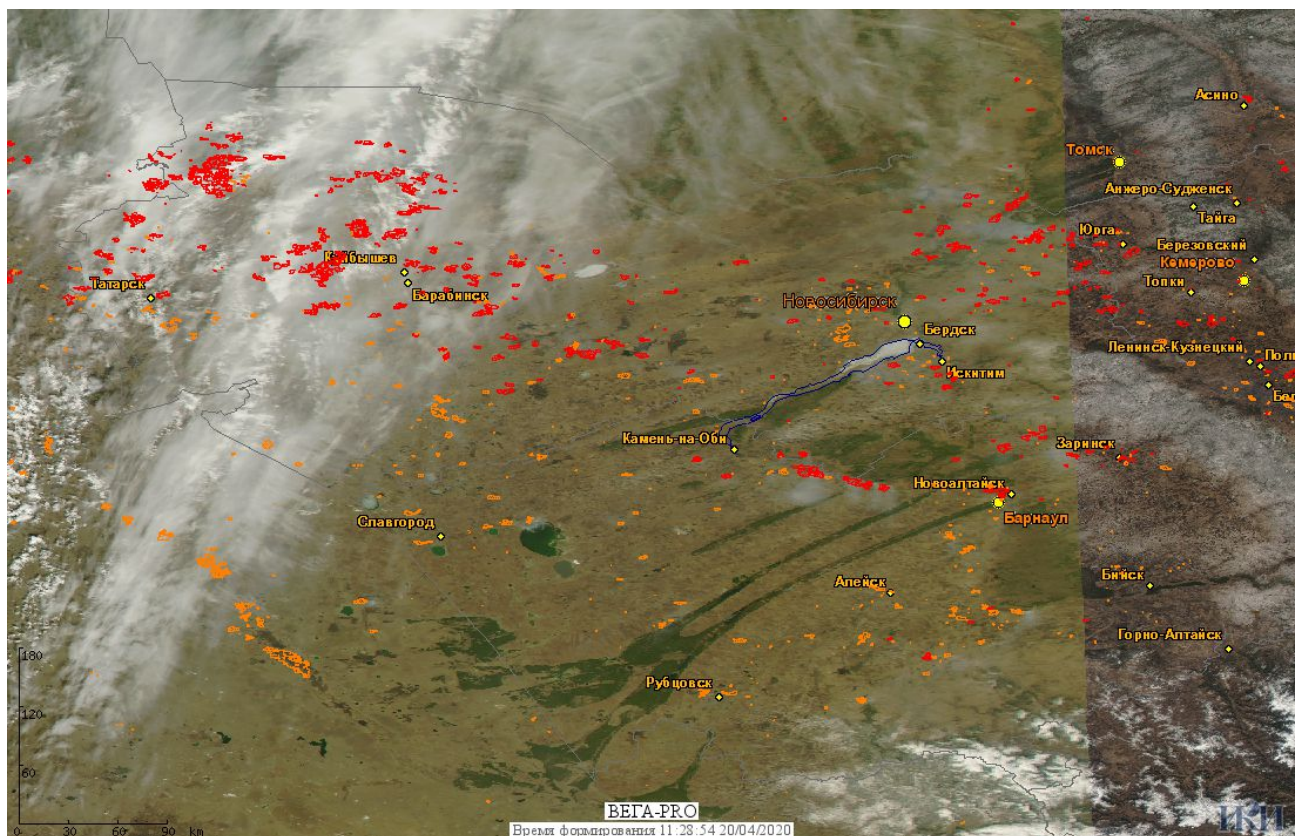 Асино
Томск
Анжеро-Судженск
Тайга
Юрга
Березовский
Куйбышев
Кемерово
Татарск
Барабинск
Топки
Новосибирск
Бердск
Ленинск-Кузнецкий
Искитим
Камень-на-Оби
Заринск
Новоалтайск
Барнаул
Славгород
Бийск
Алейск
Горно-Алтайск
180
Рубцовск
120
60
ВЕГА-PRO
ИКИ
0 30 60 90 km
Время формирования 11:28:54 20/04/2020